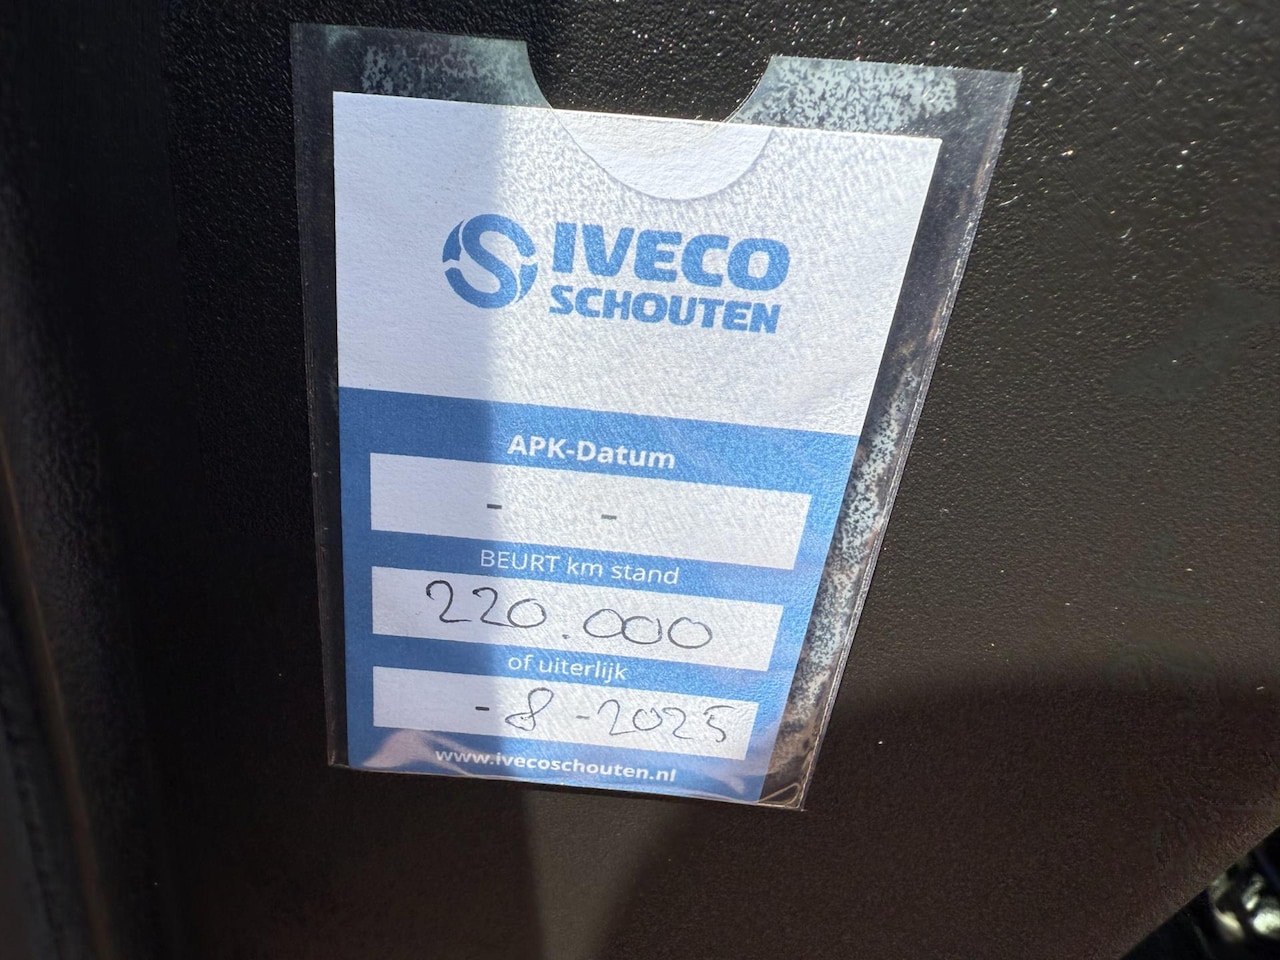 IVECO
SCHOUTEN
APK-Datum
- -
BEURT km stand
220.000
of uiterlijk
-8-2025
www.ivecoschouten.nl